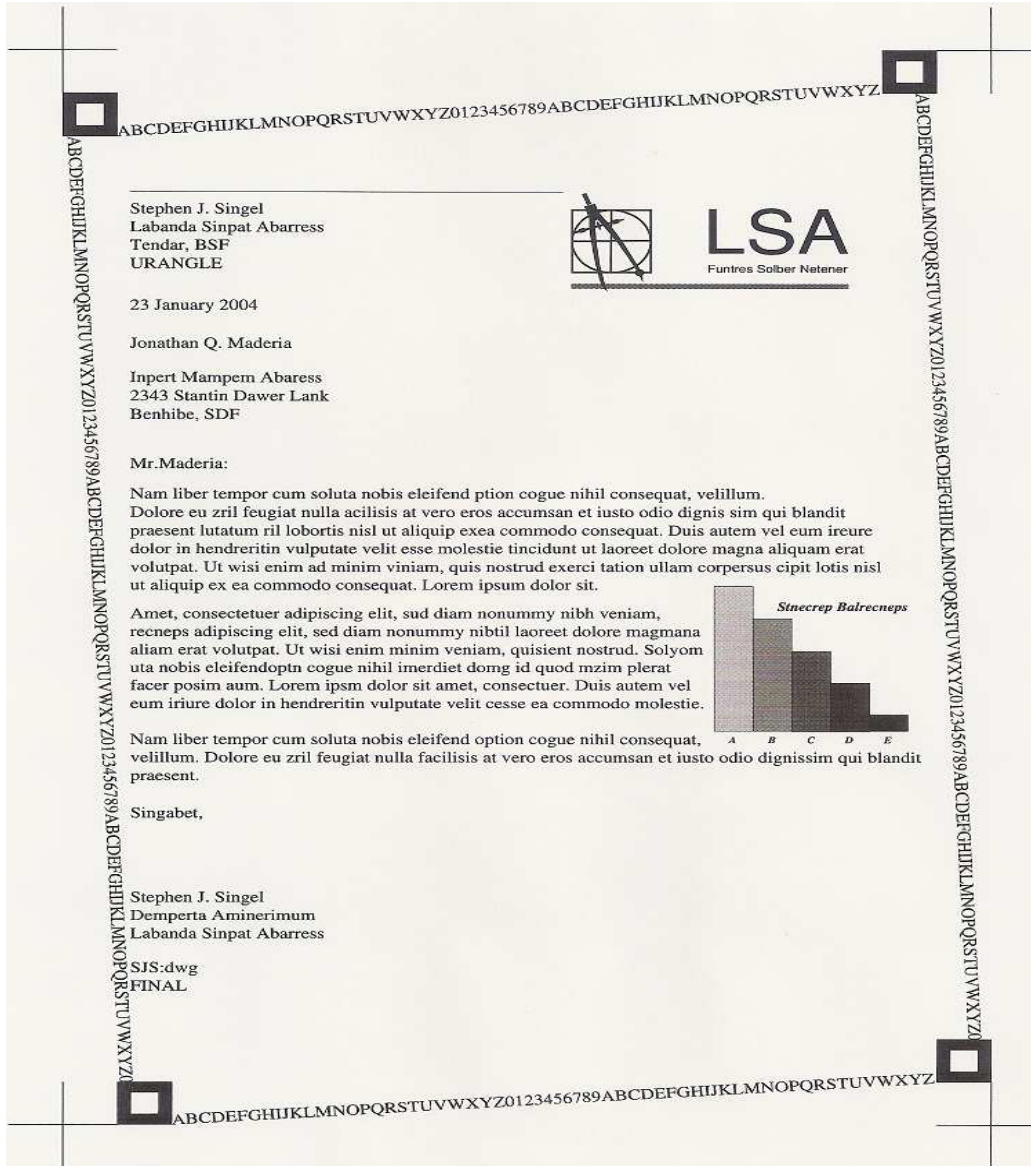 ABCDEFGHIJKLMNOPQRSTUVWXYZ0123456789ABCDEFGHIJKLMNOPQRSTUVWXYZ
ABCDEFGHIJKLMNOPQRSTUVWXYZ0123456789ABCDEFGHIJKLMNOPQRSTUVWXYZ0123456789ABCDEFGHIJKLMNOPQRSTUVWXYZ0
ABCDEFGHIJKLMNOPQRSTUVWXYZ0123456789ABCDEFGHIJKLMNOPQRSTUVWXYZ0123456789ABCDEFGHIJKLMNOPQRSTUVWXYZ0
Stephen J. Singel
Labanda Sinpat Abarress
Tendar, BSF
URANGLE
LSA
Funtres Solber Netener
23 January 2004
Jonathan Q. Maderia
Inpert Mampem Abaress
2343 Stantin Dawer Lank
Benhibe, SDF
Mr.Maderia:
Nam liber tempor cum soluta nobis eleifend ption cogue nihil consequat, velillum.
Dolore eu zril feugiat nulla acilisis at vero eros accumsan et iusto odio dignis sim qui blandit
praesent lutatum ril lobortis nisl ut aliquip exea commodo consequat. Duis autem vel eum ireure
dolor in hendreritin vulputate velit esse molestie tincidunt ut laoreet dolore magna aliquam erat
volutpat. Ut wisi enim ad minim viniam, quis nostrud exerci tation ullam corpersus cipit lotis nisl
ut aliquip ex ea commodo consequat. Lorem ipsum dolor sit.
Amet, consectetuer adipiscing elit, sud diam nonummy nibh veniam,
recneps adipiscing elit, sed diam nonummy nibtil laoreet dolore magmana
aliam erat volutpat. Ut wisi enim minim veniam, quisient nostrud. Solyom
uta nobis eleifendoptn cogue nihil imerdiet domg id quod mzim plerat
facer posim aum. Lorem ipsm dolor sit amet, consectuer. Duis autem vel
eum iriure dolor in hendreritin vulputate velit cesse ea commodo molestie.
Stnecrep Balrecneps
A B C D E
Nam liber tempor cum soluta nobis eleifend option cogue nihil consequat,
velillum. Dolore eu zril feugiat nulla facilisis at vero eros accumsan et iusto odio dignissim qui blandit
praesent.
Singabet,
Stephen J. Singel
Demperta Aminerimum
Labanda Sinpat Abarress
SJS:dwg
FINAL
ABCDEFGHIJKLMNOPQRSTUVWXYZ0123456789ABCDEFGHIJKLMNOPQRSTUVWXYZ